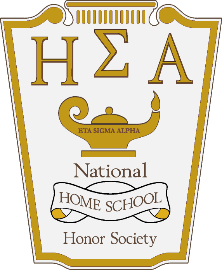 ΗΣΑ
ETA SIGMA ALPHA
National
HOME SCHOOL
Honor Society